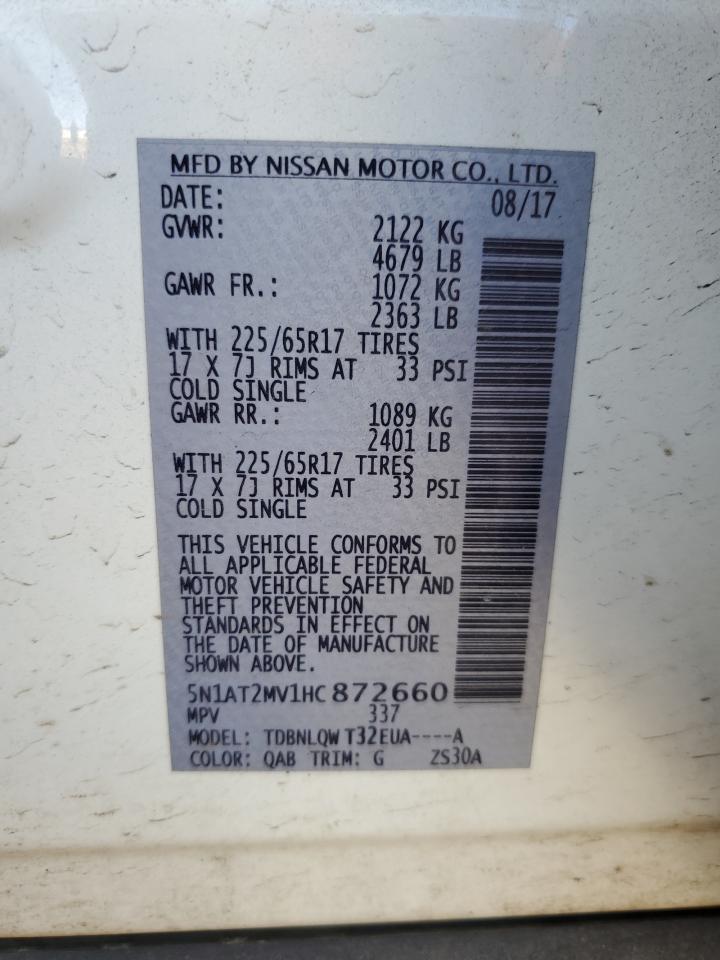 MFD BY NISSAN MOTOR CO., LTD.
DATE: 08/17
GVWR: 2122 KG
4679 LB
GAWR FR.: 1072 KG
2363 LB
WITH 225/65R17 TIRES
17 X 7J RIMS AT 33 PSI
COLD SINGLE
GAWR RR.: 1089 KG
2401 LB
WITH 225/65R17 TIRES
17 X 7J RIMS AT 33 PSI
COLD SINGLE
THIS VEHICLE CONFORMS TO
ALL APPLICABLE FEDERAL
MOTOR VEHICLE SAFETY AND
THEFT PREVENTION
STANDARDS IN EFFECT ON
THE DATE OF MANUFACTURE
SHOWN ABOVE.
5N1AT2MV1HC872660
MPV 337
MODEL: TDBNLQW T32EUA----A
COLOR: QAB TRIM: G ZS30A